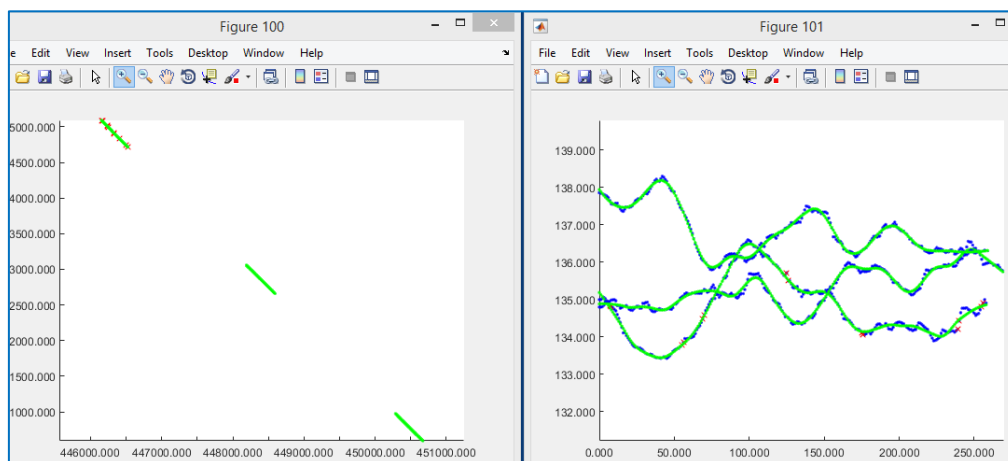 Figure 100
e Edit View Insert Tools Desktop Window Help
5000.000
4500.000
4000.000
3500.000
3000.000
2500.000
2000.000
1500.000
1000.000
446000.000 447000.000 448000.000 449000.000 450000.000 451000.000
Figure 101
File Edit View Insert Tools Desktop Window Help
139.000
138.000
137.000
136.000
135.000
134.000
133.000
132.000
0.000 50.000 100.000 150.000 200.000 250.000